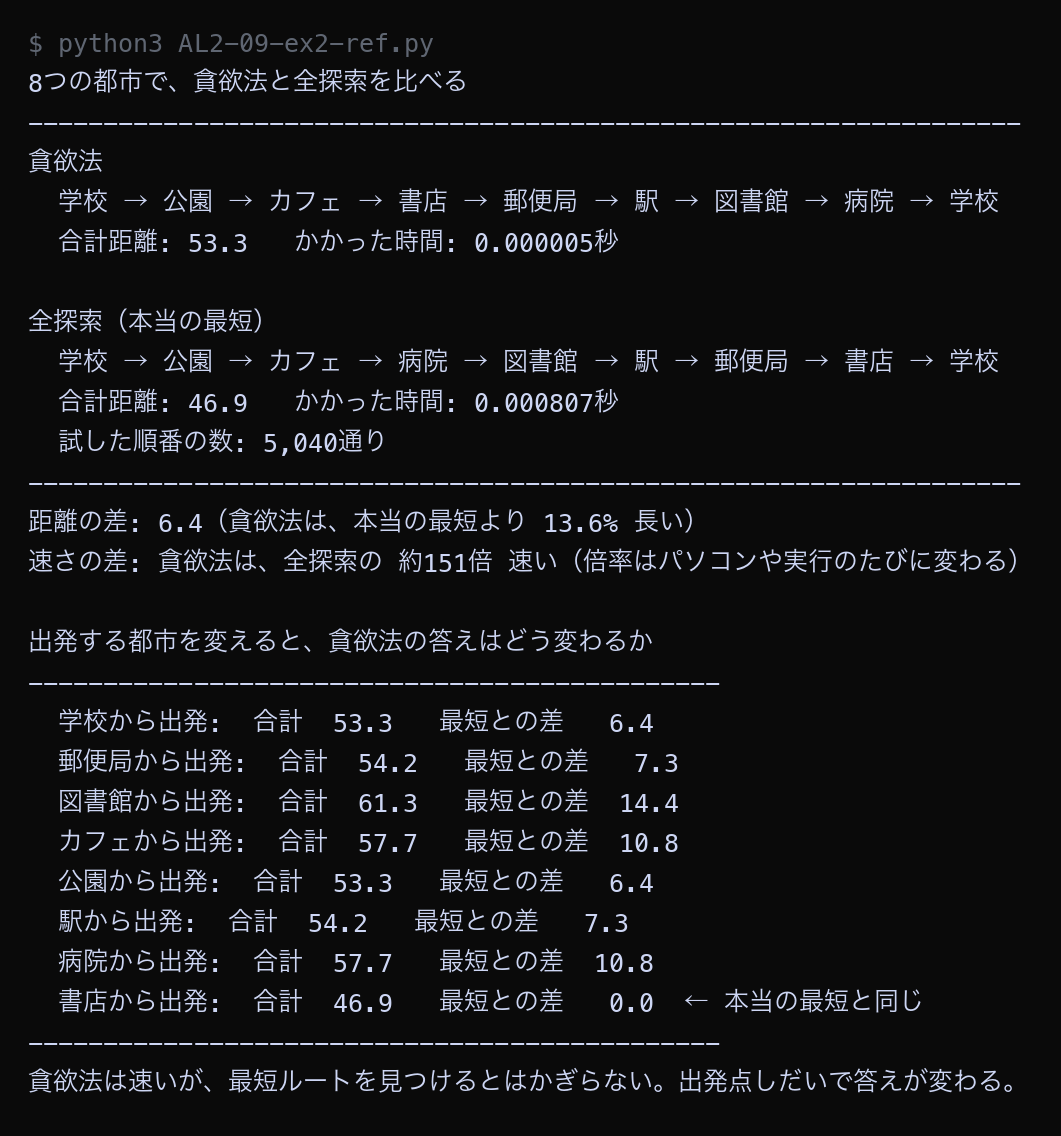 $ python3 AL2-09-ex2-ref.py
8つの都市で、貪欲法と全探索を比べる
------------------------------------------------------------------
貪欲法
  学校 → 公園 → カフェ → 書店 → 郵便局 → 駅 → 図書館 → 病院 → 学校
  合計距離: 53.3   かかった時間: 0.000005秒

全探索（本当の最短）
  学校 → 公園 → カフェ → 病院 → 図書館 → 駅 → 郵便局 → 書店 → 学校
  合計距離: 46.9   かかった時間: 0.000807秒
  試した順番の数: 5,040通り
------------------------------------------------------------------
距離の差: 6.4（貪欲法は、本当の最短より 13.6% 長い）
速さの差: 貪欲法は、全探索の 約151倍 速い（倍率はパソコンや実行のたびに変わる）

出発する都市を変えると、貪欲法の答えはどう変わるか
----------------------------------------------
  学校から出発:  合計  53.3   最短との差   6.4
  郵便局から出発:  合計  54.2   最短との差   7.3
  図書館から出発:  合計  61.3   最短との差  14.4
  カフェから出発:  合計  57.7   最短との差  10.8
  公園から出発:  合計  53.3   最短との差   6.4
  駅から出発:  合計  54.2   最短との差   7.3
  病院から出発:  合計  57.7   最短との差  10.8
  書店から出発:  合計  46.9   最短との差   0.0  ← 本当の最短と同じ
----------------------------------------------
貪欲法は速いが、最短ルートを見つけるとはかぎらない。出発点しだいで答えが変わる。